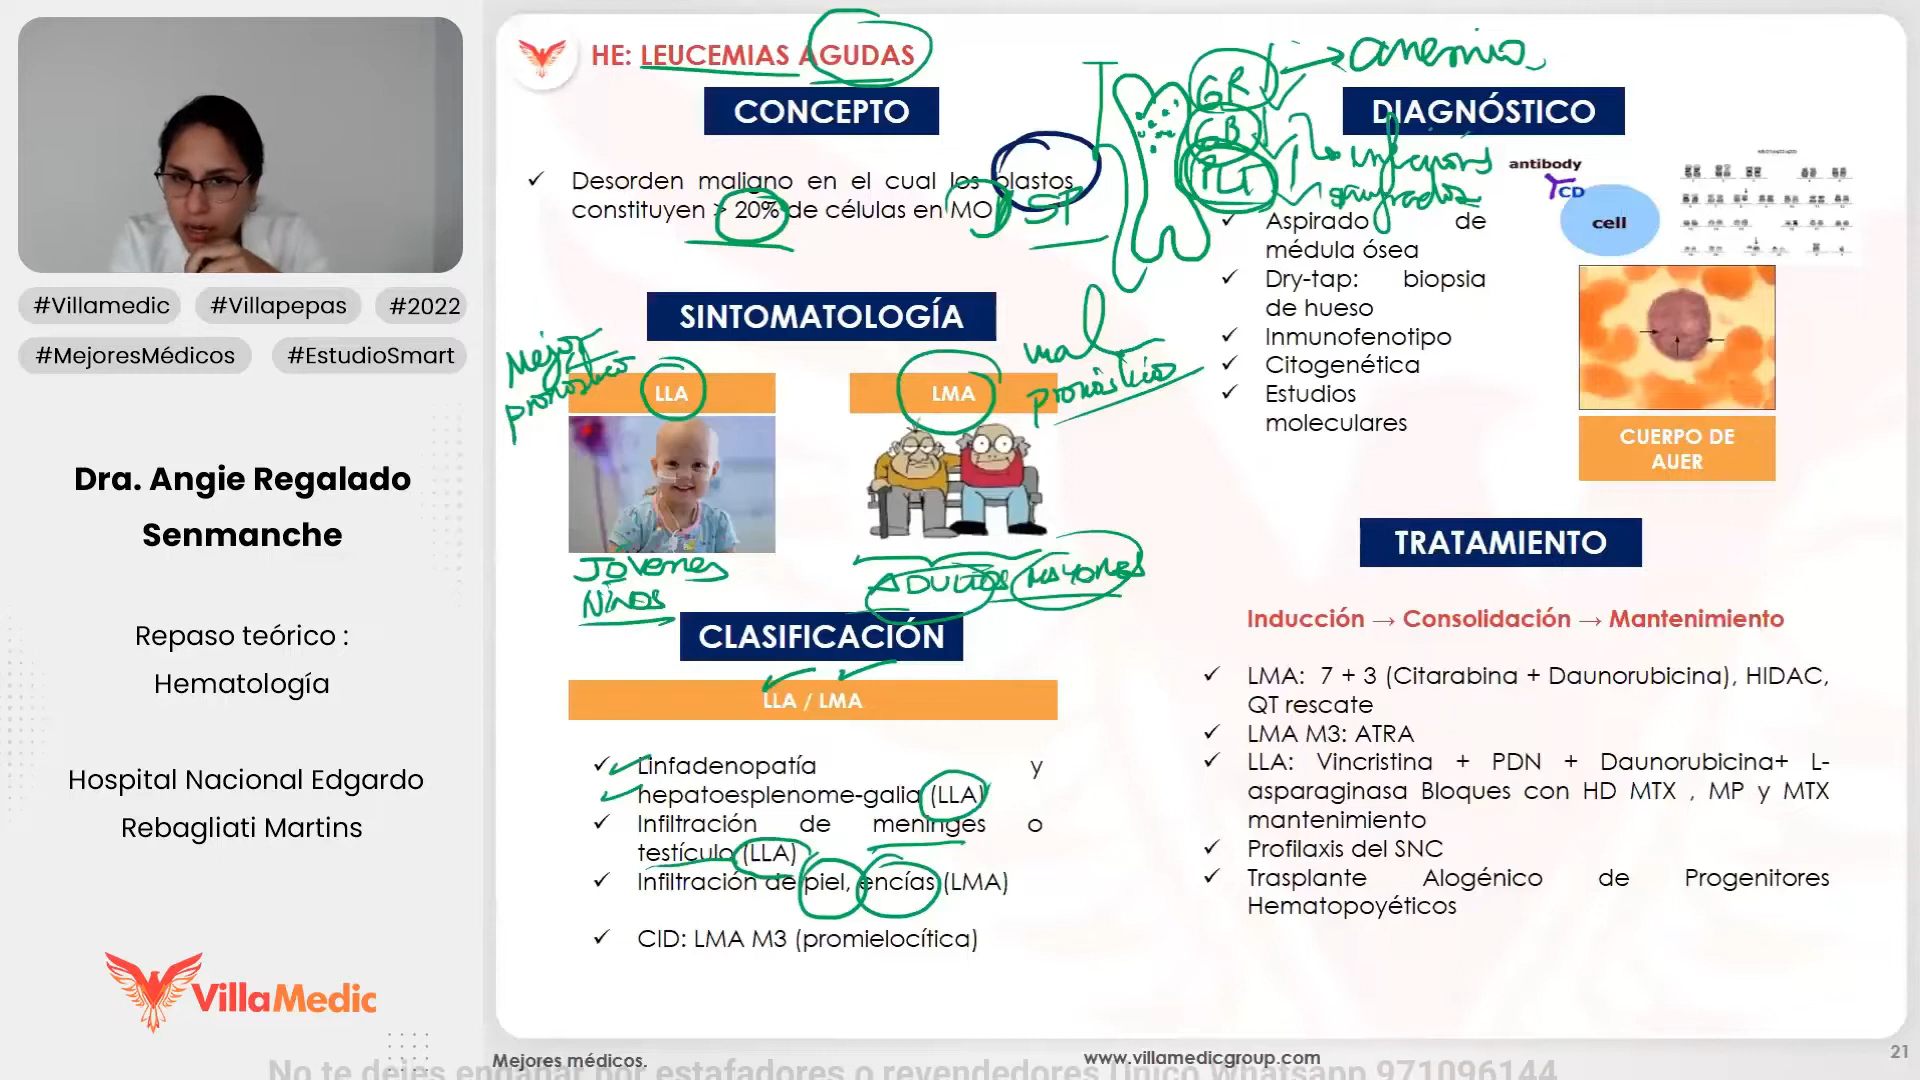 #Villamedic #Villapepas #2022
#MejoresMédicos #EstudioSmart
Dra. Angie Regalado
Senmanche
Repaso teórico :
Hematología
Hospital Nacional Edgardo
Rebagliati Martins
VillaMedic
HE: LEUCEMIAS AGUDAS
CONCEPTO
✓ Desorden maligno en el cual los blastos
constituyen > 20% de células en MO
ST
GR
GB
PLT
anemia
infecciones
sangrados
SINTOMATOLOGÍA
Mejor
pronóstico
LLA
LMA
mal
pronóstico
JOVENES
NIÑOS
ADULTOS MAYORES
CLASIFICACIÓN
LLA / LMA
✓ Linfadenopatía y
hepatoesplenome-galia (LLA)
✓ Infiltración de meninges o
testículo (LLA)
✓ Infiltración de piel, encías (LMA)
✓ CID: LMA M3 (promielocítica)
DIAGNÓSTICO
✓ Aspirado de
médula ósea
✓ Dry-tap: biopsia
de hueso
✓ Inmunofenotipo
✓ Citogenética
✓ Estudios
moleculares
antibody
CD
cell
CUERPO DE
AUER
TRATAMIENTO
Inducción → Consolidación → Mantenimiento
✓ LMA: 7 + 3 (Citarabina + Daunorubicina), HIDAC,
QT rescate
✓ LMA M3: ATRA
✓ LLA: Vincristina + PDN + Daunorubicina+ L-
asparaginasa Bloques con HD MTX , MP y MTX
mantenimiento
✓ Profilaxis del SNC
✓ Trasplante Alogénico de Progenitores
Hematopoyéticos
Mejores médicos.
www.villamedicgroup.com
21
No te dejes engañar por estafadores o revendedores Único Whatsapp 971096144